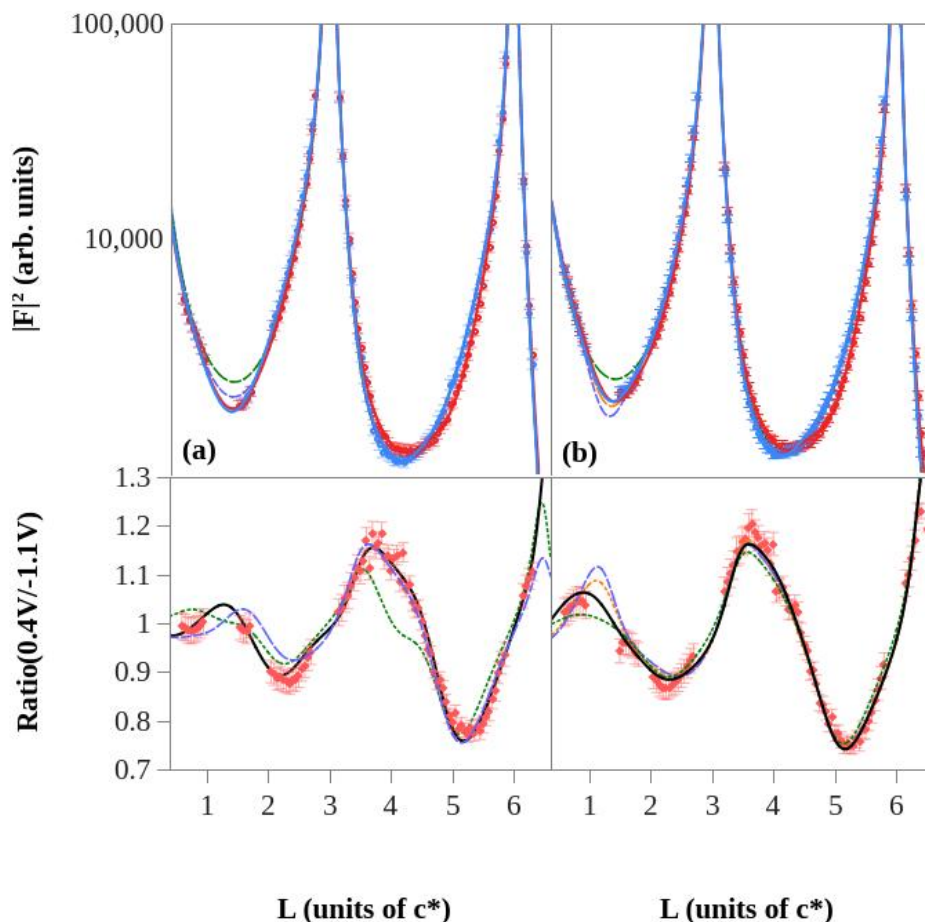 100,000
10,000
|F|² (arb. units)
(a)
(b)
1.3
1.2
1.1
1
0.9
0.8
0.7
Ratio(0.4V/-1.1V)
1 2 3 4 5 6 1 2 3 4 5 6
L (units of c*) L (units of c*)